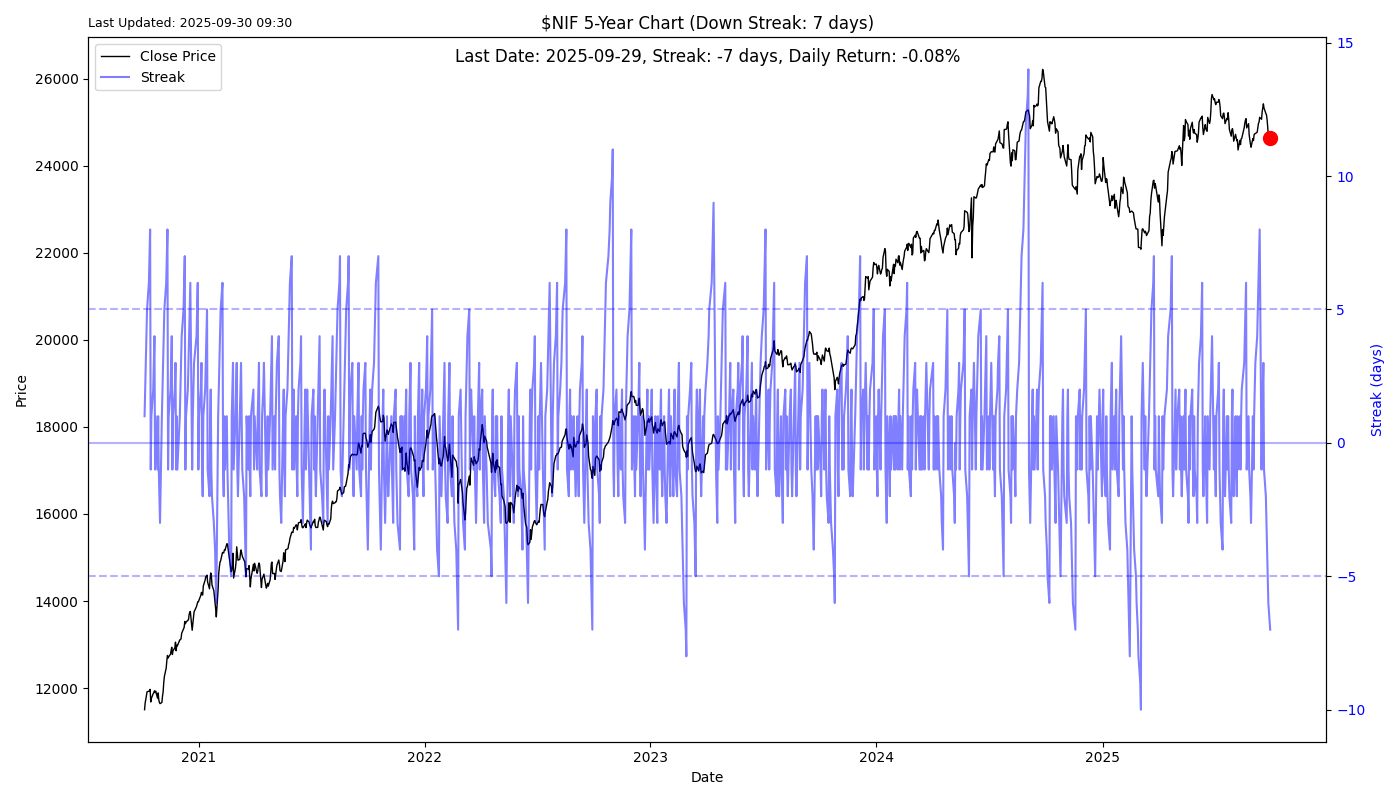 Last Updated: 2025-09-30 09:30
$NIF 5-Year Chart (Down Streak: 7 days)
Last Date: 2025-09-29, Streak: -7 days, Daily Return: -0.08%
Close Price
Streak
Price
26000
24000
22000
20000
18000
16000
14000
12000
15
10
5
0
−5
−10
Streak (days)
2021
2022
2023
2024
2025
Date